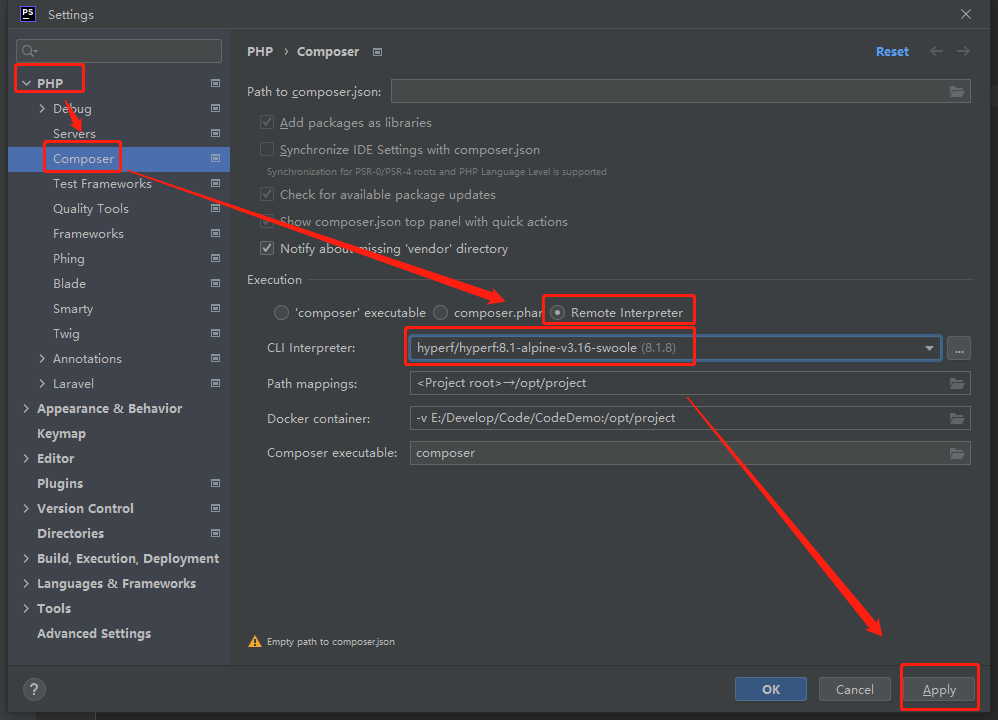 PS Settings
PHP › Composer
Reset
PHP
Debug
Servers
Composer
Test Frameworks
Quality Tools
Frameworks
Phing
Blade
Smarty
Twig
Annotations
Laravel
Appearance & Behavior
Keymap
Editor
Plugins
Version Control
Directories
Build, Execution, Deployment
Languages & Frameworks
Tools
Advanced Settings
Path to composer.json:
Add packages as libraries
Synchronize IDE Settings with composer.json
Synchronization for PSR-0/PSR-4 roots and PHP Language Level is supported
Check for available package updates
Show composer.json top panel with quick actions
Notify about missing 'vendor' directory
Execution
'composer' executable composer.phar Remote Interpreter
CLI Interpreter: hyperf/hyperf:8.1-alpine-v3.16-swoole (8.1.8) ...
Path mappings: <Project root>→/opt/project
Docker container: -v E:/Develop/Code/CodeDemo:/opt/project
Composer executable: composer
Empty path to composer.json
? OK Cancel Apply